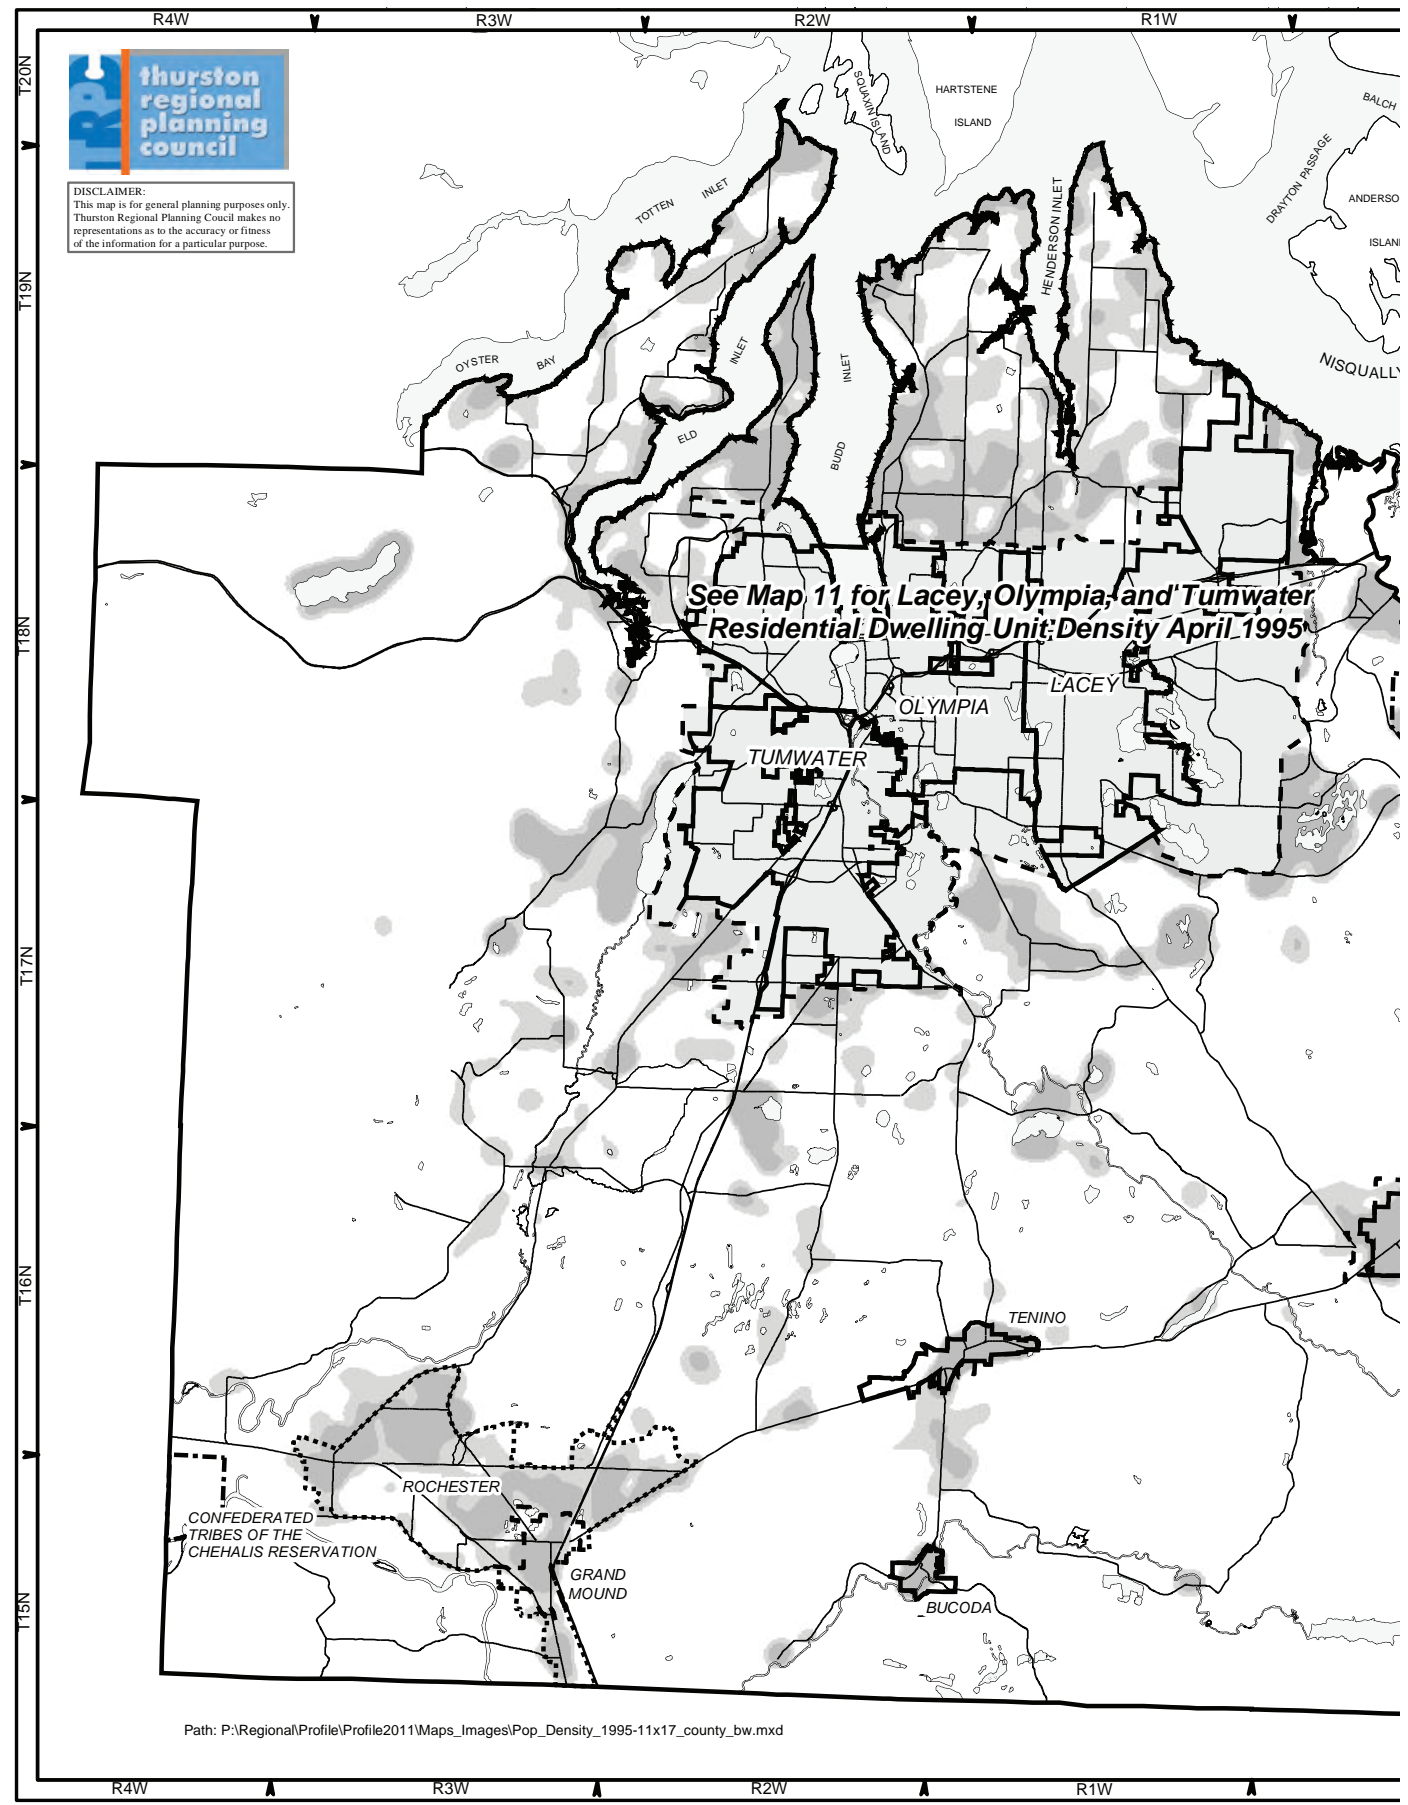 R4W
R3W
R2W
R1W
T20N
T19N
T18N
T17N
T16N
T15N
TRPC
thurston
regional
planning
council
DISCLAIMER:
This map is for general planning purposes only.
Thurston Regional Planning Coucil makes no
representations as to the accuracy or fitness
of the information for a particular purpose.
SQUAXIN ISLAND
HARTSTENE
ISLAND
BALCH
DRAYTON PASSAGE
ANDERSO
ISLAN
TOTTEN INLET
HENDERSON INLET
OYSTER BAY
INLET
ELD
INLET
BUDD
NISQUALLY
See Map 11 for Lacey, Olympia, and Tumwater
Residential Dwelling Unit Density April 1995
LACEY
OLYMPIA
TUMWATER
TENINO
ROCHESTER
CONFEDERATED
TRIBES OF THE
CHEHALIS RESERVATION
GRAND
MOUND
BUCODA
Path: P:\Regional\Profile\Profile2011\Maps_Images\Pop_Density_1995-11x17_county_bw.mxd
R4W
R3W
R2W
R1W